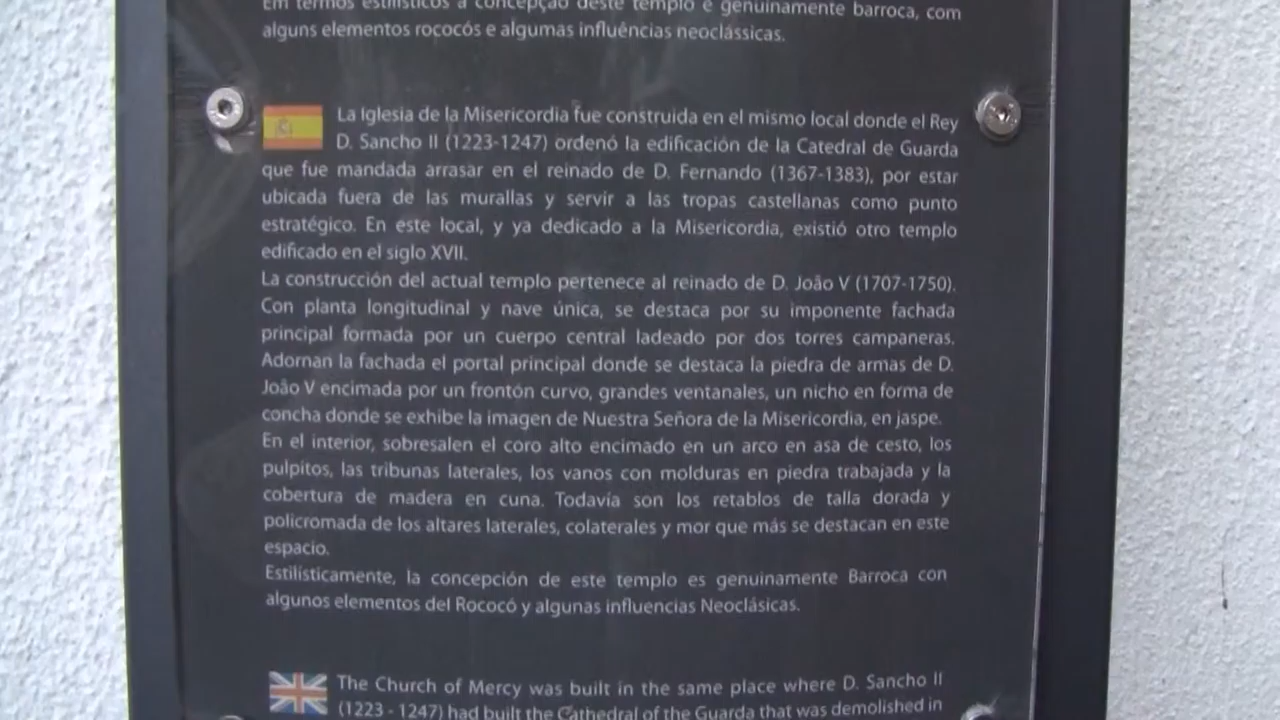 Em termos estilísticos a concepção deste templo é genuinamente barroca, com
alguns elementos rococós e algumas influências neoclássicas.
La Iglesia de la Misericordia fue construida en el mismo local donde el Rey
D. Sancho II (1223-1247) ordenó la edificación de la Catedral de Guarda
que fue mandada arrasar en el reinado de D. Fernando (1367-1383), por estar
ubicada fuera de las murallas y servir a las tropas castellanas como punto
estratégico. En este local, y ya dedicado a la Misericordia, existió otro templo
edificado en el siglo XVII.
La construcción del actual templo pertenece al reinado de D. João V (1707-1750).
Con planta longitudinal y nave única, se destaca por su imponente fachada
principal formada por un cuerpo central ladeado por dos torres campaneras.
Adornan la fachada el portal principal donde se destaca la piedra de armas de D.
João V encimada por un frontón curvo, grandes ventanales, un nicho en forma de
concha donde se exhibe la imagen de Nuestra Señora de la Misericordia, en jaspe.
En el interior, sobresalen el coro alto encimado en un arco en asa de cesto, los
pulpitos, las tribunas laterales, los vanos con molduras en piedra trabajada y la
cobertura de madera en cuna. Todavía son los retablos de talla dorada y
policromada de los altares laterales, colaterales y mor que más se destacan en este
espacio.
Estilísticamente, la concepción de este templo es genuinamente Barroca con
algunos elementos del Rococó y algunas influencias Neoclásicas.
The Church of Mercy was built in the same place where D. Sancho II
(1223 - 1247) had built the Cathedral of the Guarda that was demolished in